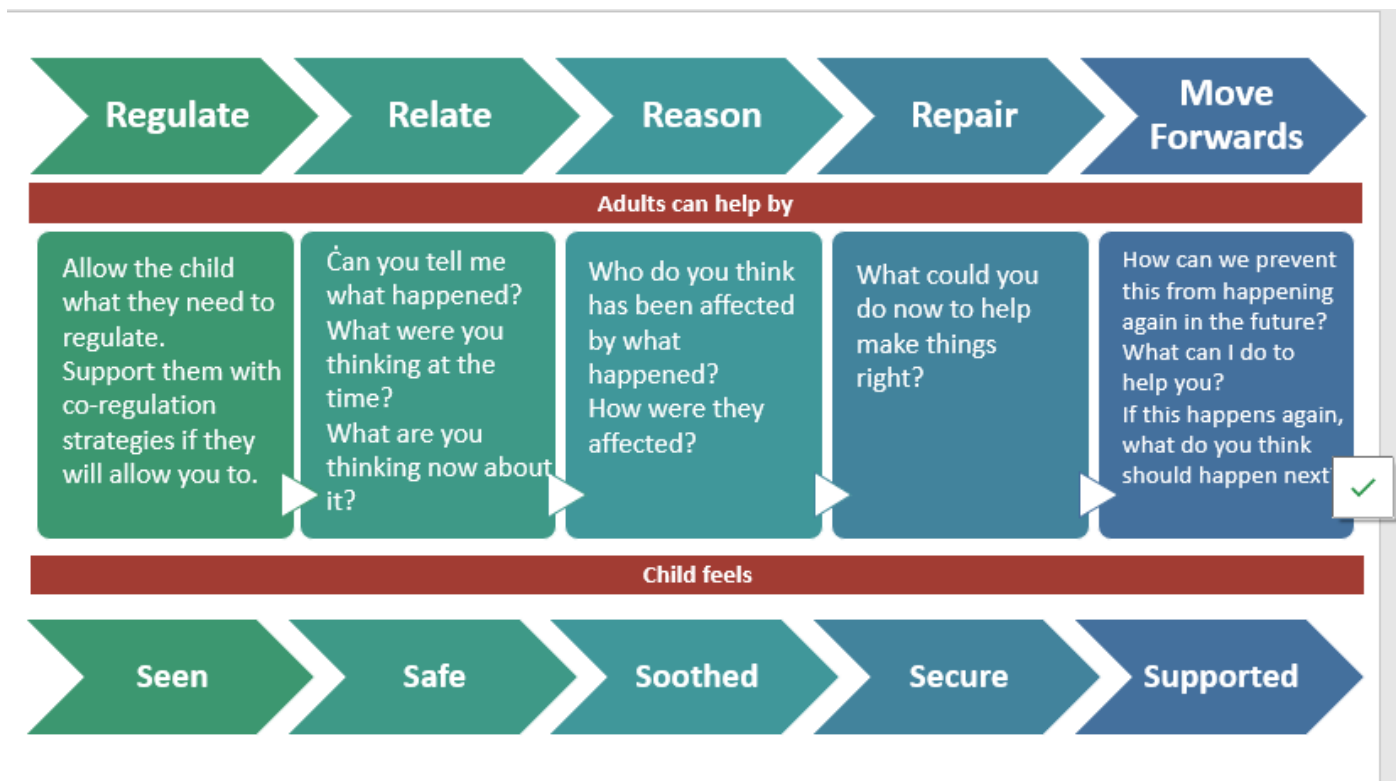 Regulate
Relate
Reason
Repair
Move
Forwards
Adults can help by
Allow the child
what they need to
regulate.
Support them with
co-regulation
strategies if they
will allow you to.
Ċan you tell me
what happened?
What were you
thinking at the
time?
What are you
thinking now about
it?
Who do you think
has been affected
by what
happened?
How were they
affected?
What could you
do now to help
make things
right?
How can we prevent
this from happening
again in the future?
What can I do to
help you?
If this happens again,
what do you think
should happen next
Child feels
Seen
Safe
Soothed
Secure
Supported